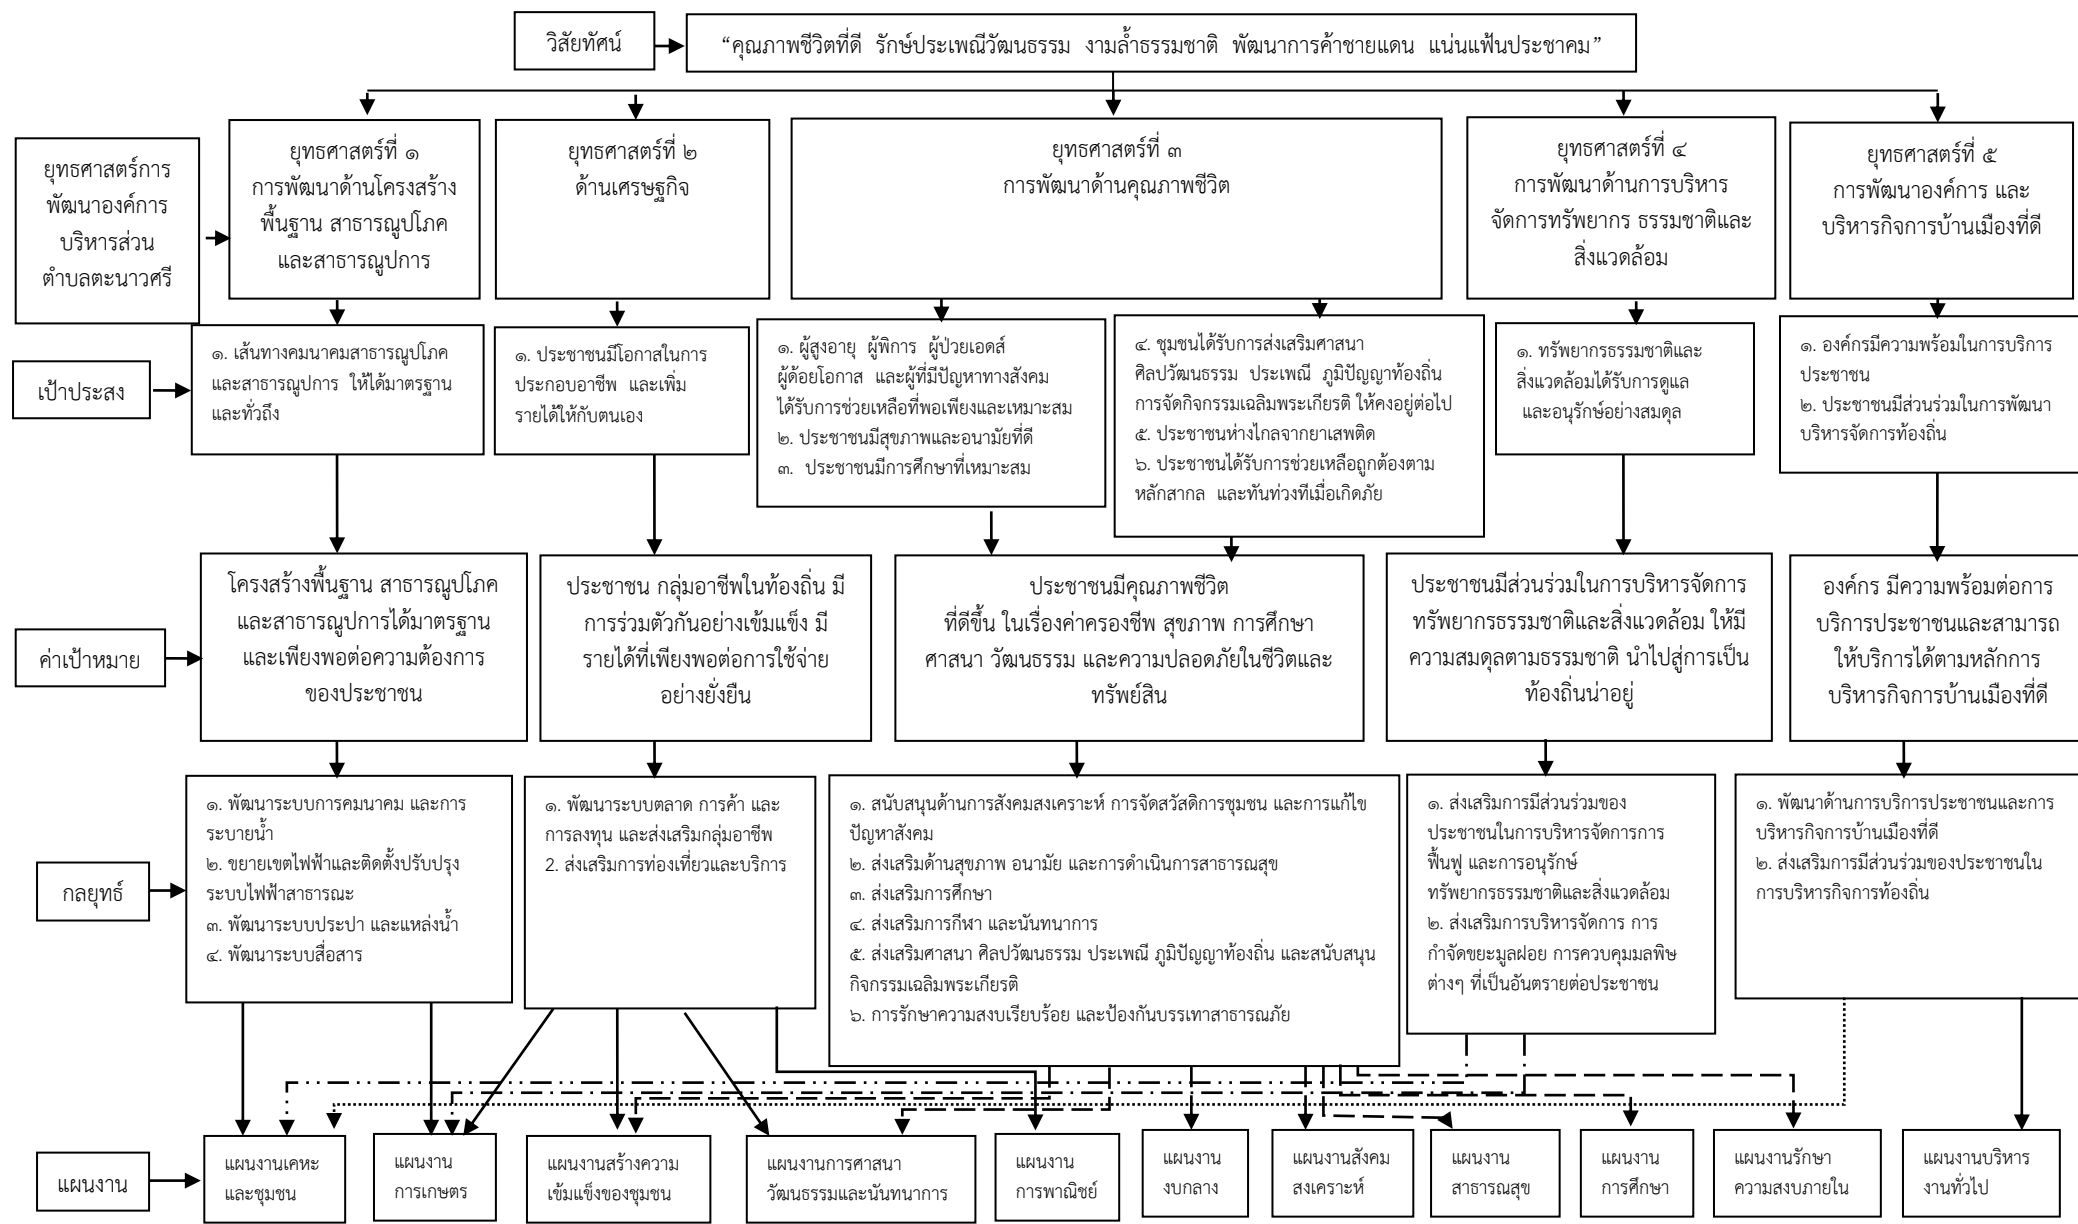 วิสัยทัศน์
“คุณภาพชีวิตที่ดี รักษ์ประเพณีวัฒนธรรม งามล้ำธรรมชาติ พัฒนาการค้าชายแดน แน่นแฟ้นประชาคม”
ยุทธศาสตร์การ
พัฒนาองค์การ
บริหารส่วน
ตำบลตะนาวศรี
ยุทธศาสตร์ที่ ๑
การพัฒนาด้านโครงสร้าง
พื้นฐาน สาธารณูปโภค
และสาธารณูปการ
ยุทธศาสตร์ที่ ๒
ด้านเศรษฐกิจ
ยุทธศาสตร์ที่ ๓
การพัฒนาด้านคุณภาพชีวิต
ยุทธศาสตร์ที่ ๔
การพัฒนาด้านการบริหาร
จัดการทรัพยากร ธรรมชาติและ
สิ่งแวดล้อม
ยุทธศาสตร์ที่ ๕
การพัฒนาองค์การ และ
บริหารกิจการบ้านเมืองที่ดี
เป้าประสง
๑. เส้นทางคมนาคมสาธารณูปโภค
และสาธารณูปการ ให้ได้มาตรฐาน
และทั่วถึง
๑. ประชาชนมีโอกาสในการ
ประกอบอาชีพ และเพิ่ม
รายได้ให้กับตนเอง
๑. ผู้สูงอายุ ผู้พิการ ผู้ป่วยเอดส์
ผู้ด้อยโอกาส และผู้ที่มีปัญหาทางสังคม
ได้รับการช่วยเหลือที่พอเพียงและเหมาะสม
๒. ประชาชนมีสุขภาพและอนามัยที่ดี
๓. ประชาชนมีการศึกษาที่เหมาะสม
๔. ชุมชนได้รับการส่งเสริมศาสนา
ศิลปวัฒนธรรม ประเพณี ภูมิปัญญาท้องถิ่น
การจัดกิจกรรมเฉลิมพระเกียรติ ให้คงอยู่ต่อไป
๕. ประชาชนห่างไกลจากยาเสพติด
๖. ประชาชนได้รับการช่วยเหลือถูกต้องตาม
หลักสากล และทันท่วงทีเมื่อเกิดภัย
๑. ทรัพยากรธรรมชาติและ
สิ่งแวดล้อมได้รับการดูแล
และอนุรักษ์อย่างสมดุล
๑. องค์กรมีความพร้อมในการบริการ
ประชาชน
๒. ประชาชนมีส่วนร่วมในการพัฒนา
บริหารจัดการท้องถิ่น
ค่าเป้าหมาย
โครงสร้างพื้นฐาน สาธารณูปโภค
และสาธารณูปการได้มาตรฐาน
และเพียงพอต่อความต้องการ
ของประชาชน
ประชาชน กลุ่มอาชีพในท้องถิ่น มี
การร่วมตัวกันอย่างเข้มแข็ง มี
รายได้ที่เพียงพอต่อการใช้จ่าย
อย่างยั่งยืน
ประชาชนมีคุณภาพชีวิต
ที่ดีขึ้น ในเรื่องค่าครองชีพ สุขภาพ การศึกษา
ศาสนา วัฒนธรรม และความปลอดภัยในชีวิตและ
ทรัพย์สิน
ประชาชนมีส่วนร่วมในการบริหารจัดการ
ทรัพยากรธรรมชาติและสิ่งแวดล้อม ให้มี
ความสมดุลตามธรรมชาติ นำไปสู่การเป็น
ท้องถิ่นน่าอยู่
องค์กร มีความพร้อมต่อการ
บริการประชาชนและสามารถ
ให้บริการได้ตามหลักการ
บริหารกิจการบ้านเมืองที่ดี
กลยุทธ์
๑. พัฒนาระบบการคมนาคม และการ
ระบายน้ำ
๒. ขยายเขตไฟฟ้าและติดตั้งปรับปรุง
ระบบไฟฟ้าสาธารณะ
๓. พัฒนาระบบประปา และแหล่งน้ำ
๔. พัฒนาระบบสื่อสาร
๑. พัฒนาระบบตลาด การค้า และ
การลงทุน และส่งเสริมกลุ่มอาชีพ
2. ส่งเสริมการท่องเที่ยวและบริการ
๑. สนับสนุนด้านการสังคมสงเคราะห์ การจัดสวัสดิการชุมชน และการแก้ไข
ปัญหาสังคม
๒. ส่งเสริมด้านสุขภาพ อนามัย และการดำเนินการสาธารณสุข
๓. ส่งเสริมการศึกษา
๔. ส่งเสริมการกีฬา และนันทนาการ
๕. ส่งเสริมศาสนา ศิลปวัฒนธรรม ประเพณี ภูมิปัญญาท้องถิ่น และสนับสนุน
กิจกรรมเฉลิมพระเกียรติ
๖. การรักษาความสงบเรียบร้อย และป้องกันบรรเทาสาธารณภัย
๑. ส่งเสริมการมีส่วนร่วมของ
ประชาชนในการบริหารจัดการการ
ฟื้นฟู และการอนุรักษ์
ทรัพยากรธรรมชาติและสิ่งแวดล้อม
๒. ส่งเสริมการบริหารจัดการ การ
กำจัดขยะมูลฝอย การควบคุมมลพิษ
ต่างๆ ที่เป็นอันตรายต่อประชาชน
๑. พัฒนาด้านการบริการประชาชนและการ
บริหารกิจการบ้านเมืองที่ดี
๒. ส่งเสริมการมีส่วนร่วมของประชาชนใน
การบริหารกิจการท้องถิ่น
แผนงาน
แผนงานเคหะ
และชุมชน
แผนงาน
การเกษตร
แผนงานสร้างความ
เข้มแข็งของชุมชน
แผนงานการศาสนา
วัฒนธรรมและนันทนาการ
แผนงาน
การพาณิชย์
แผนงาน
งบกลาง
แผนงานสังคม
สงเคราะห์
แผนงาน
สาธารณสุข
แผนงาน
การศึกษา
แผนงานรักษา
ความสงบภายใน
แผนงานบริหาร
งานทั่วไป